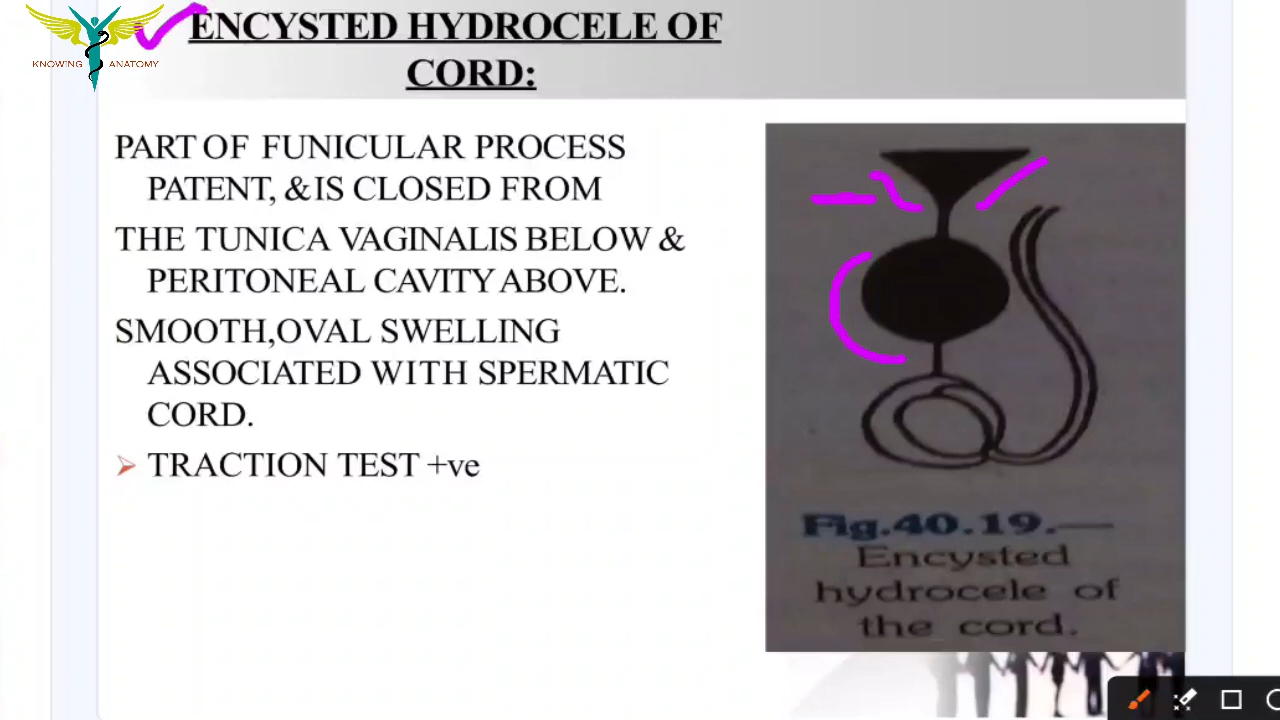 ENCYSTED HYDROCELE OF
CORD:
KNOWING ANATOMY
PART OF FUNICULAR PROCESS
PATENT, & IS CLOSED FROM
THE TUNICA VAGINALIS BELOW &
PERITONEAL CAVITY ABOVE.
SMOOTH,OVAL SWELLING
ASSOCIATED WITH SPERMATIC
CORD.
TRACTION TEST +ve
Fig.40.19.—
Encysted
hydrocele of
the cord.